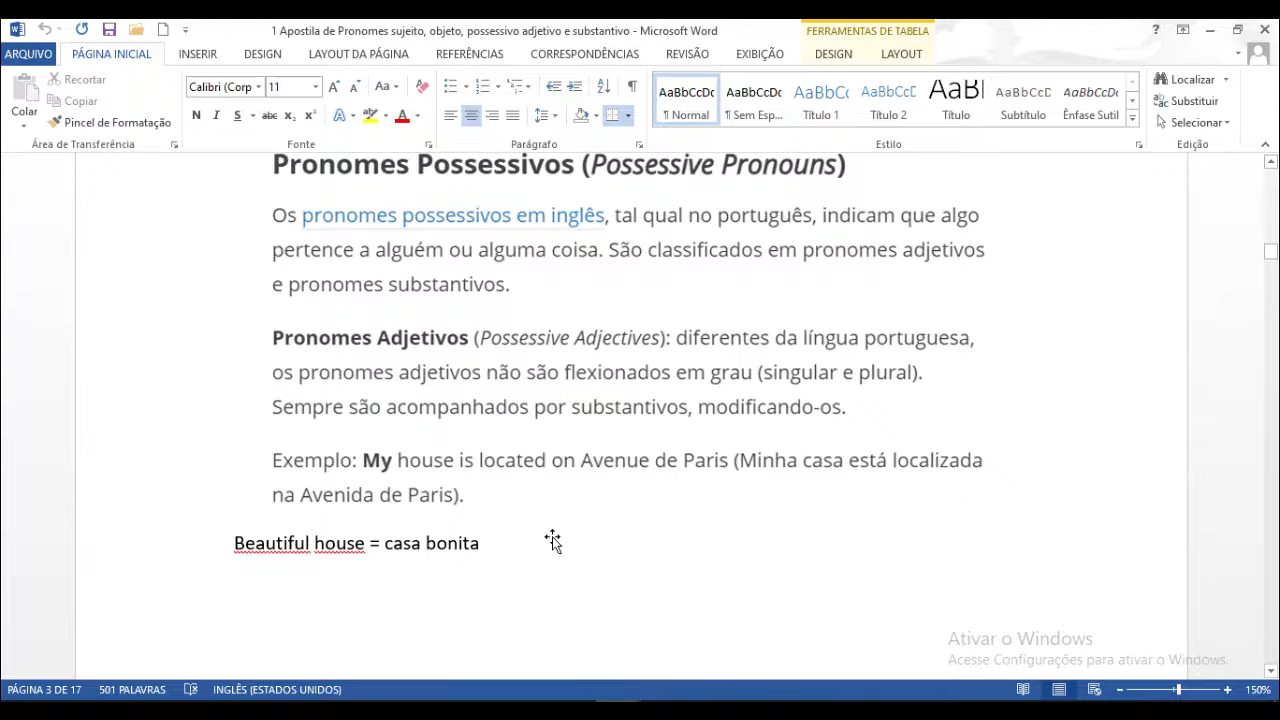 1 Apostila de Pronomes sujeito, objeto, possessivo adjetivo e substantivo - Microsoft Word
FERRAMENTAS DE TABELA
ARQUIVO PÁGINA INICIAL INSERIR DESIGN LAYOUT DA PÁGINA REFERÊNCIAS CORRESPONDÊNCIAS REVISÃO EXIBIÇÃO DESIGN LAYOUT
Colar
Recortar
Copiar
Pincel de Formatação
Área de Transferência
Calibri (Corp 11
Fonte
Parágrafo
AaBbCcDc AaBbCcDc AaBbCc AaBbCcD AaBl AaBbCcD AaBbCcDc
¶ Normal ¶ Sem Esp... Título 1 Título 2 Título Subtítulo Ênfase Sutil
Estilo
Localizar
Substituir
Selecionar
Edição
Pronomes Possessivos (Possessive Pronouns)
Os pronomes possessivos em inglês, tal qual no português, indicam que algo
pertence a alguém ou alguma coisa. São classificados em pronomes adjetivos
e pronomes substantivos.
Pronomes Adjetivos (Possessive Adjectives): diferentes da língua portuguesa,
os pronomes adjetivos não são flexionados em grau (singular e plural).
Sempre são acompanhados por substantivos, modificando-os.
Exemplo: My house is located on Avenue de Paris (Minha casa está localizada
na Avenida de Paris).
Beautiful house = casa bonita
Ativar o Windows
Acesse Configurações para ativar o Windows.
PÁGINA 3 DE 17 501 PALAVRAS INGLÊS (ESTADOS UNIDOS) 150%